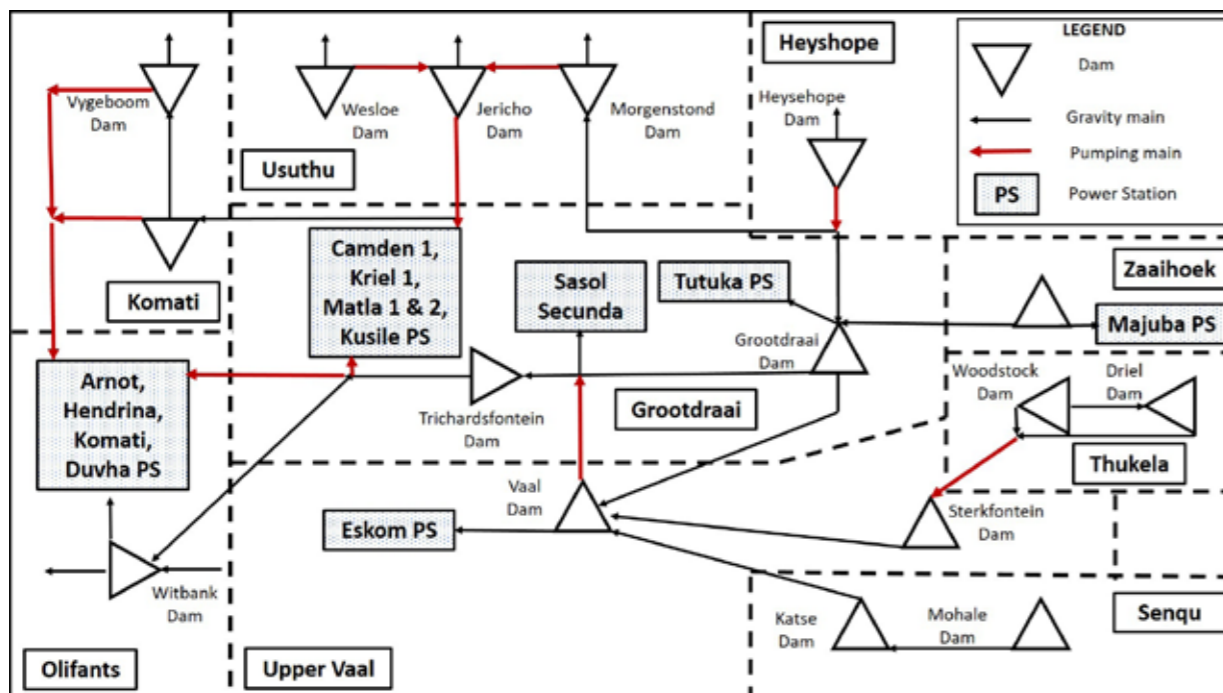 LEGEND
Dam
Gravity main
Pumping main
PS
Power Station
Heyshope
Vygeboom
Dam
Wesloe
Dam
Jericho
Dam
Morgenstond
Dam
Heysehope
Dam
Usuthu
Komati
Camden 1,
Kriel 1,
Matla 1 & 2,
Kusile PS
Sasol
Secunda
Tutuka PS
Zaaihoek
Majuba PS
Grootdraai
Dam
Arnot,
Hendrina,
Komati,
Duvha PS
Trichardsfontein
Dam
Grootdraai
Woodstock
Dam
Driel
Dam
Thukela
Vaal
Dam
Eskom PS
Sterkfontein
Dam
Witbank
Dam
Katse
Dam
Mohale
Dam
Senqu
Olifants
Upper Vaal